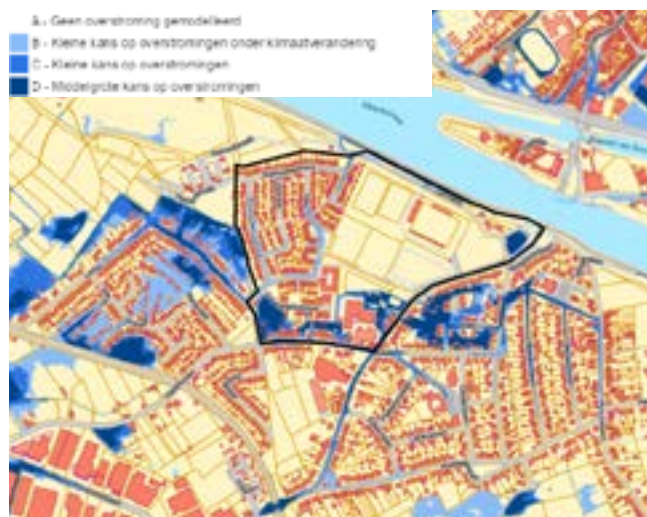 A - Geen overstroming gemodelleerd
B - Kleine kans op overstromingen onder klimaatverandering
C - Kleine kans op overstromingen
D - Middelgrote kans op overstromingen